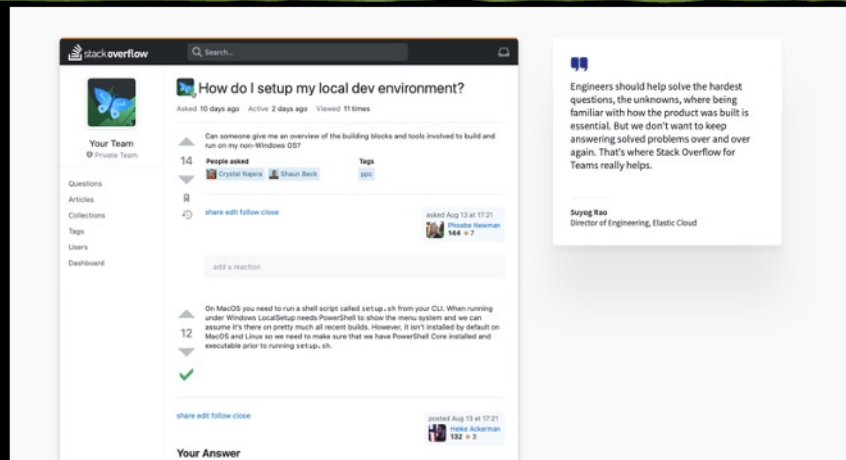 stackoverflow
Search...
How do I setup my local dev environment?
Asked 10 days ago Active 2 days ago Viewed 11 times
Your Team
Private Team
Questions
Articles
Collections
Tags
Users
Dashboard
Can someone give me an overview of the building blocks and tools involved to build and
run on my non-Windows OS?
14
People asked Tags
Crystal Najera Shaun Beck ppc
share edit follow close
asked Aug 13 at 17:21
Phoebe Newman
144 7
add a reaction
On MacOS you need to run a shell script called setup.sh from your CLI. When running
under Windows LocalSetup needs PowerShell to show the menu system and we can
assume it's there on pretty much all recent builds. However, it isn't installed by default on
MacOS and Linux so we need to make sure that we have PowerShell Core installed and
executable prior to running setup.sh.
12
share edit follow close
posted Aug 13 at 17:21
Heike Ackerman
132 3
Your Answer
Engineers should help solve the hardest
questions, the unknowns, where being
familiar with how the product was built is
essential. But we don't want to keep
answering solved problems over and over
again. That's where Stack Overflow for
Teams really helps.
Suyog Rao
Director of Engineering, Elastic Cloud